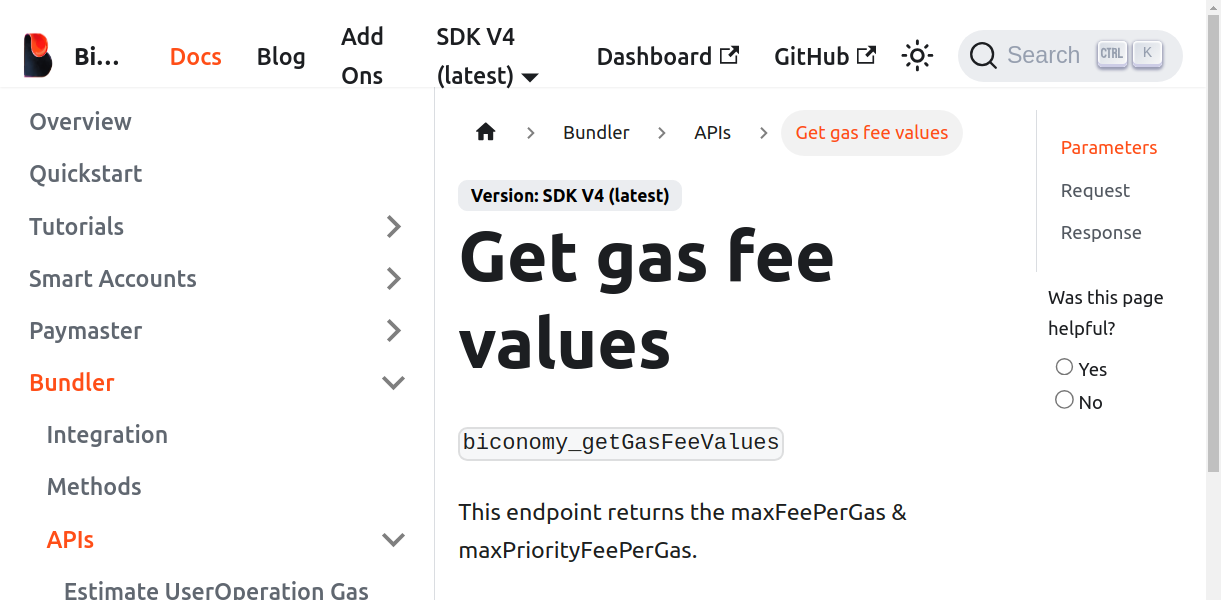 Bi...
Docs
Blog
Add Ons
SDK V4 (latest)
Dashboard
GitHub
Search
CTRL
K
Overview
Quickstart
Tutorials
Smart Accounts
Paymaster
Bundler
Integration
Methods
APIs
Estimate UserOperation Gas
Bundler
APIs
Get gas fee values
Version: SDK V4 (latest)
Get gas fee
values
biconomy_getGasFeeValues
This endpoint returns the maxFeePerGas &
maxPriorityFeePerGas.
Parameters
Request
Response
Was this page
helpful?
Yes
No